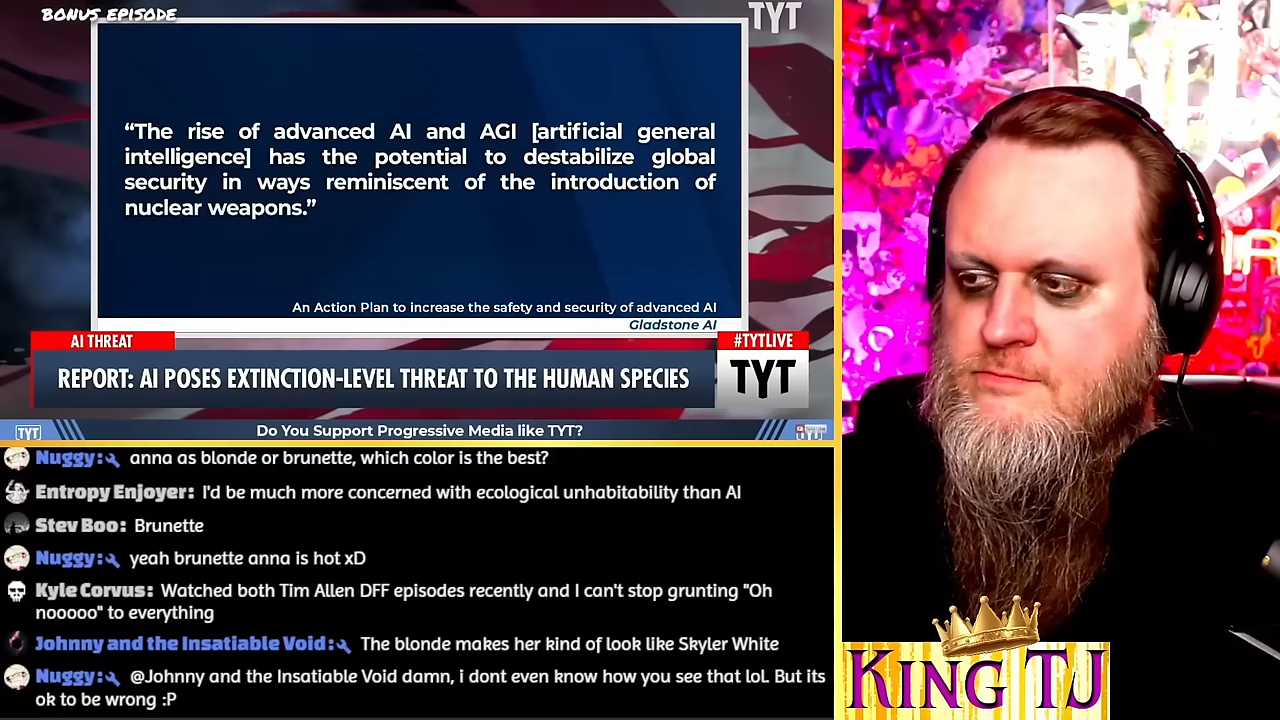 BONUS EPISODE
TYT
“The rise of advanced AI and AGI [artificial general
intelligence] has the potential to destabilize global
security in ways reminiscent of the introduction of
nuclear weapons.”
An Action Plan to increase the safety and security of advanced AI
Gladstone AI
AI THREAT
#TYTLIVE
REPORT: AI POSES EXTINCTION-LEVEL THREAT TO THE HUMAN SPECIES
TYT
TYT
Do You Support Progressive Media like TYT?
Nuggy: anna as blonde or brunette, which color is the best?
Entropy Enjoyer: I'd be much more concerned with ecological unhabitability than AI
Stev Boo: Brunette
Nuggy: yeah brunette anna is hot xD
Kyle Corvus: Watched both Tim Allen DFF episodes recently and I can't stop grunting "Oh
nooooo" to everything
Johnny and the Insatiable Void: The blonde makes her kind of look like Skyler White
Nuggy: @Johnny and the Insatiable Void damn, i dont even know how you see that lol. But its
ok to be wrong :P
KING TJ